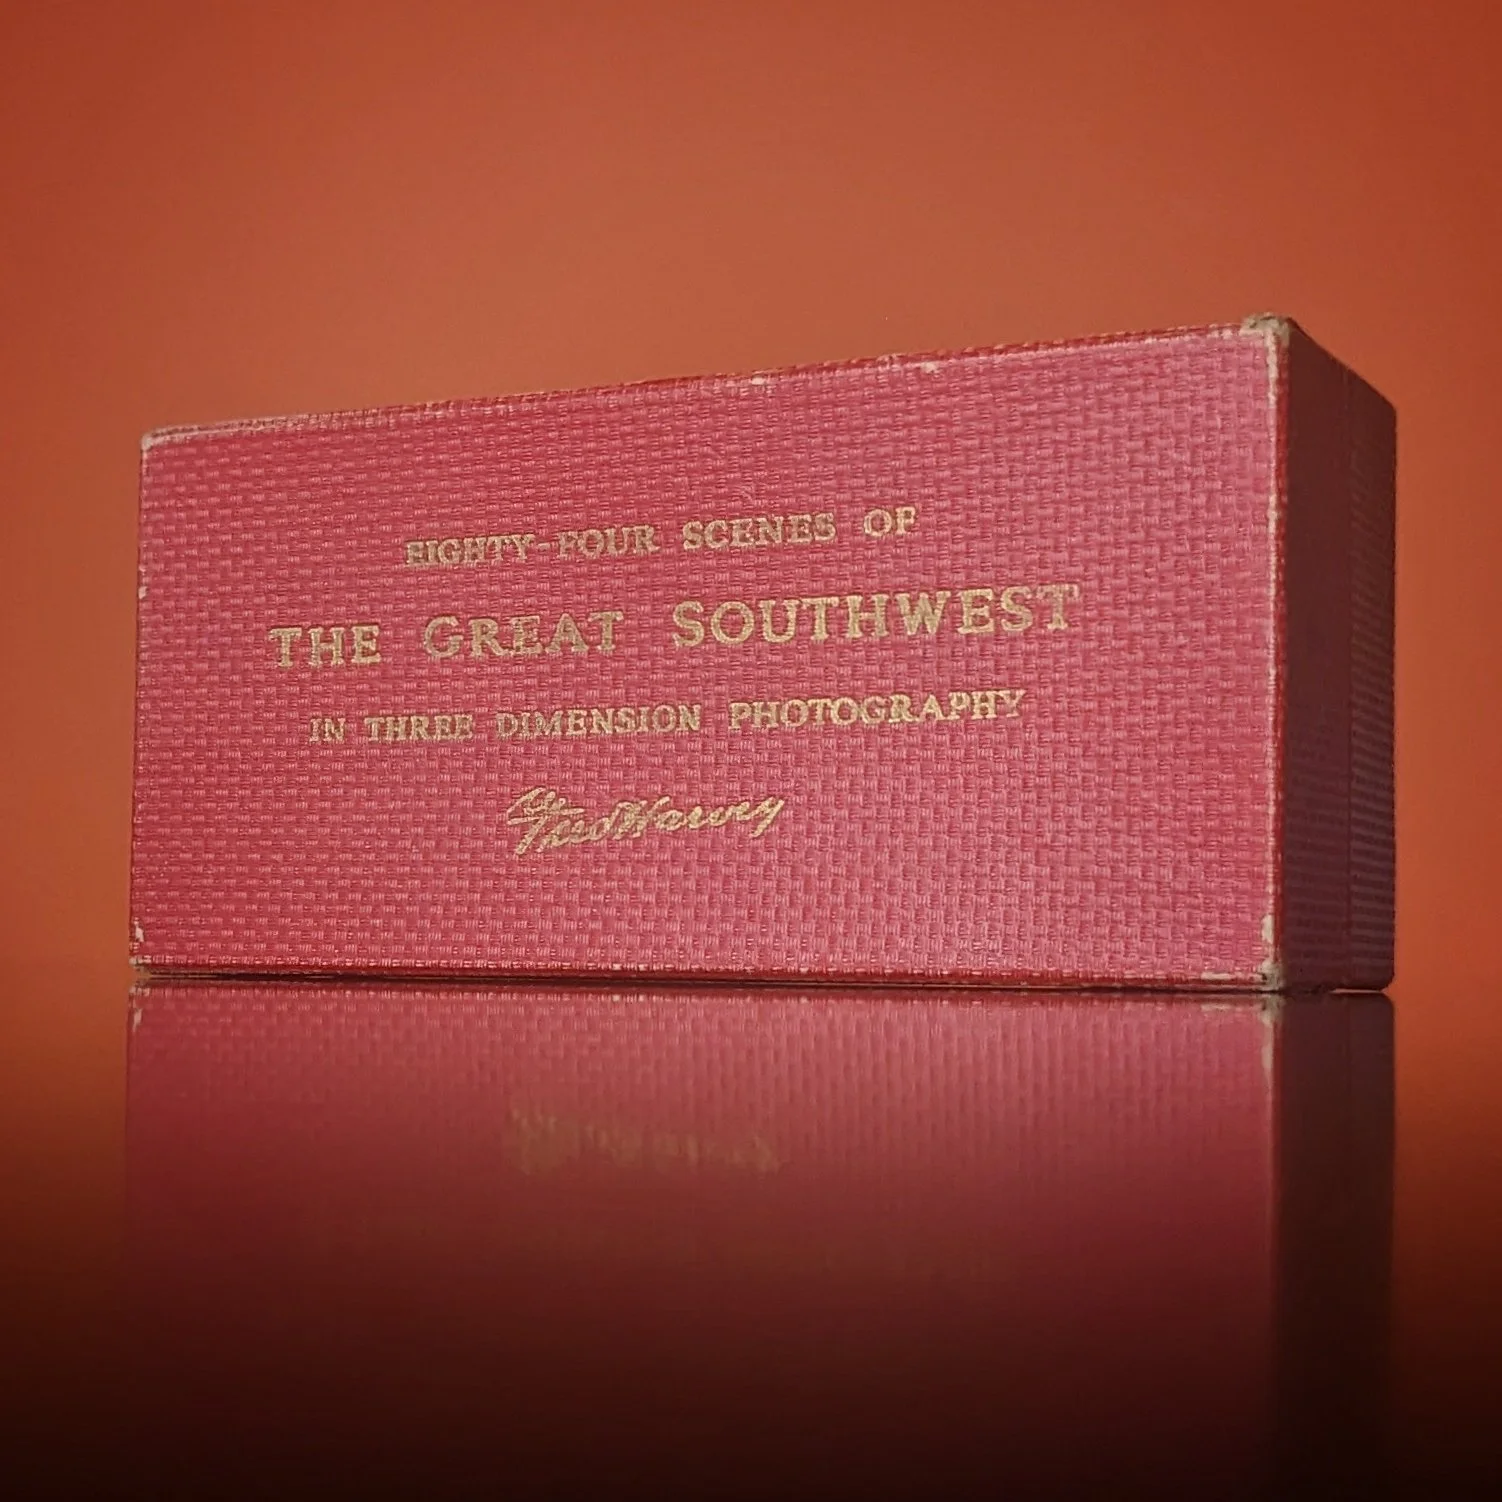 EIGHTY-FOUR SCENES OF
THE GREAT SOUTHWEST
IN THREE DIMENSION PHOTOGRAPHY
Fred Harvey